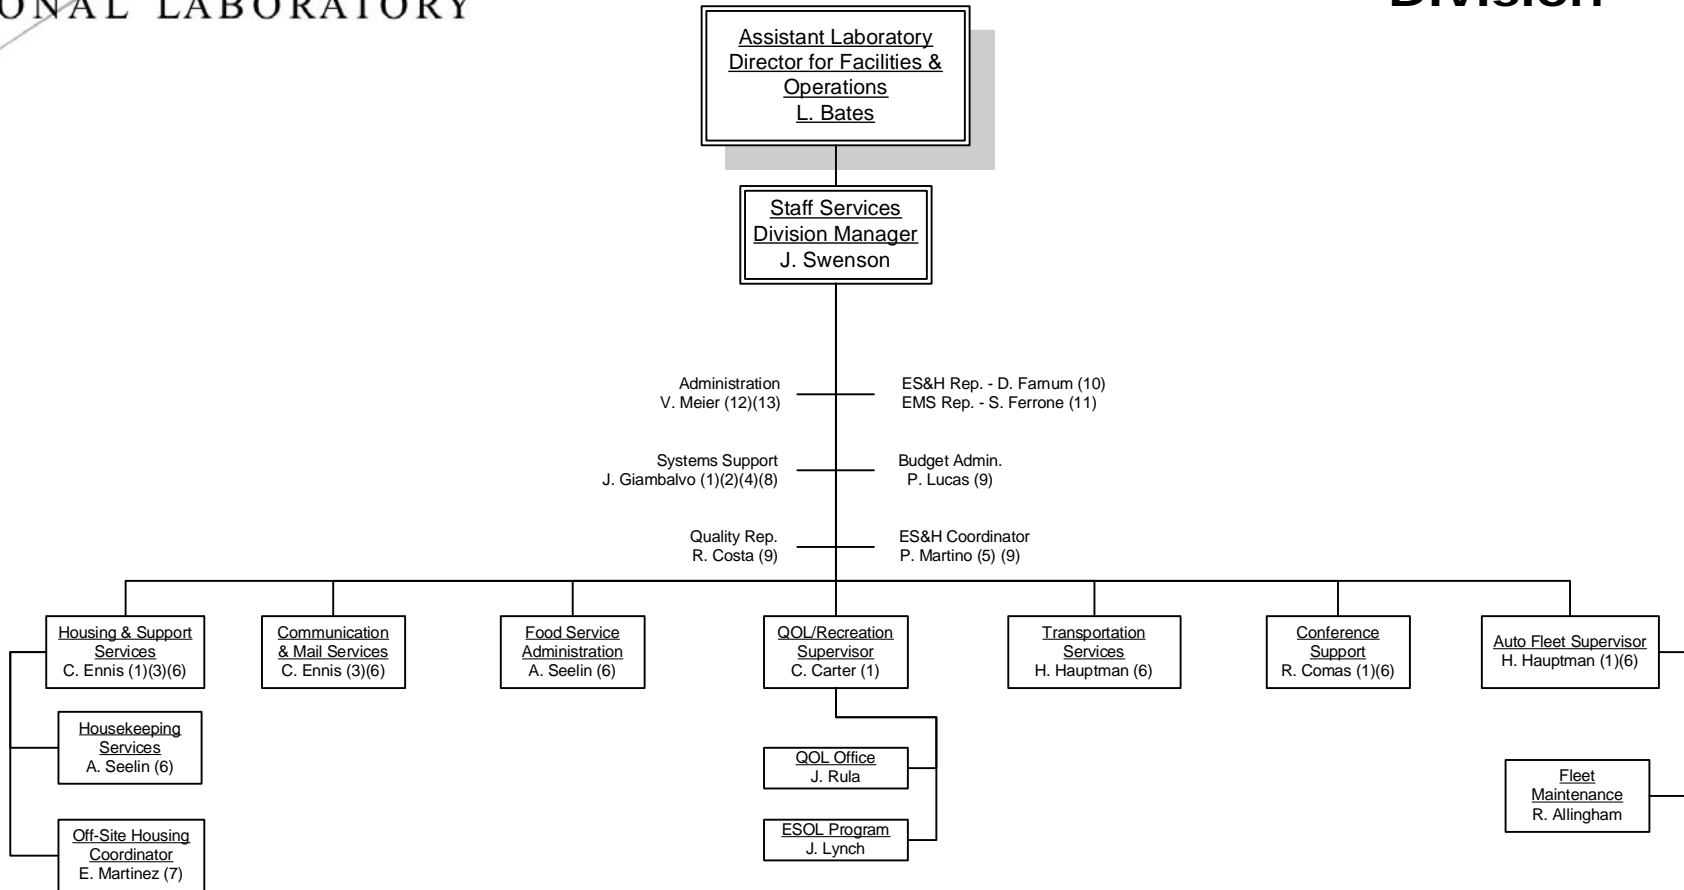 LABORATORY
Division
Assistant Laboratory
Director for Facilities &
Operations
L. Bates
Staff Services
Division Manager
J. Swenson
Administration
V. Meier (12)(13)
ES&H Rep. - D. Farnum (10)
EMS Rep. - S. Ferrone (11)
Systems Support
J. Giambalvo (1)(2)(4)(8)
Budget Admin.
P. Lucas (9)
Quality Rep.
R. Costa (9)
ES&H Coordinator
P. Martino (5) (9)
Housing & Support
Services
C. Ennis (1)(3)(6)
Communication
& Mail Services
C. Ennis (3)(6)
Food Service
Administration
A. Seelin (6)
QOL/Recreation
Supervisor
C. Carter (1)
Transportation
Services
H. Hauptman (6)
Conference
Support
R. Comas (1)(6)
Auto Fleet Supervisor
H. Hauptman (1)(6)
Housekeeping
Services
A. Seelin (6)
QOL Office
J. Rula
Fleet
Maintenance
R. Allingham
Off-Site Housing
Coordinator
E. Martinez (7)
ESOL Program
J. Lynch